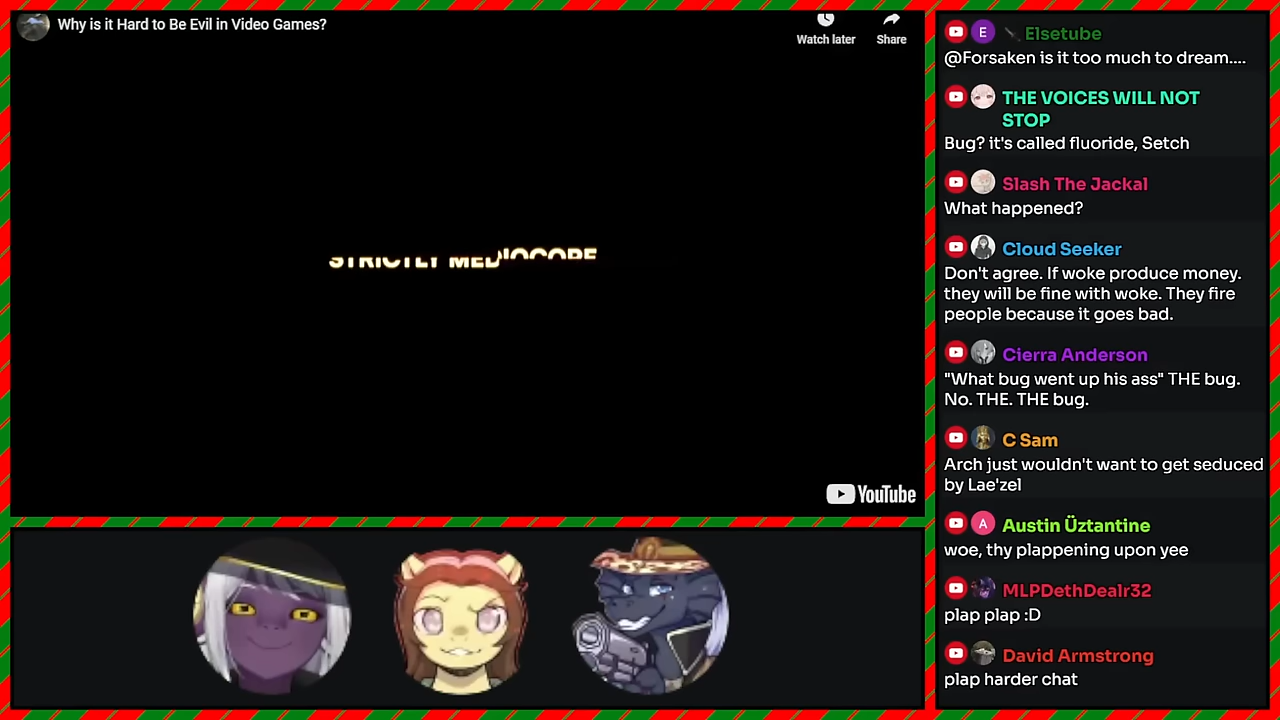 Why is it Hard to Be Evil in Video Games?
Watch later
Share
STRICTLY MEDIOCORE
YouTube
E
Elsetube
@Forsaken is it too much to dream....
THE VOICES WILL NOT
STOP
Bug? it's called fluoride, Setch
Slash The Jackal
What happened?
Cloud Seeker
Don't agree. If woke produce money.
they will be fine with woke. They fire
people because it goes bad.
Cierra Anderson
"What bug went up his ass" THE bug.
No. THE. THE bug.
C Sam
Arch just wouldn't want to get seduced
by Lae'zel
A
Austin Üztantine
woe, thy plappening upon yee
MLPDethDealr32
plap plap :D
David Armstrong
plap harder chat